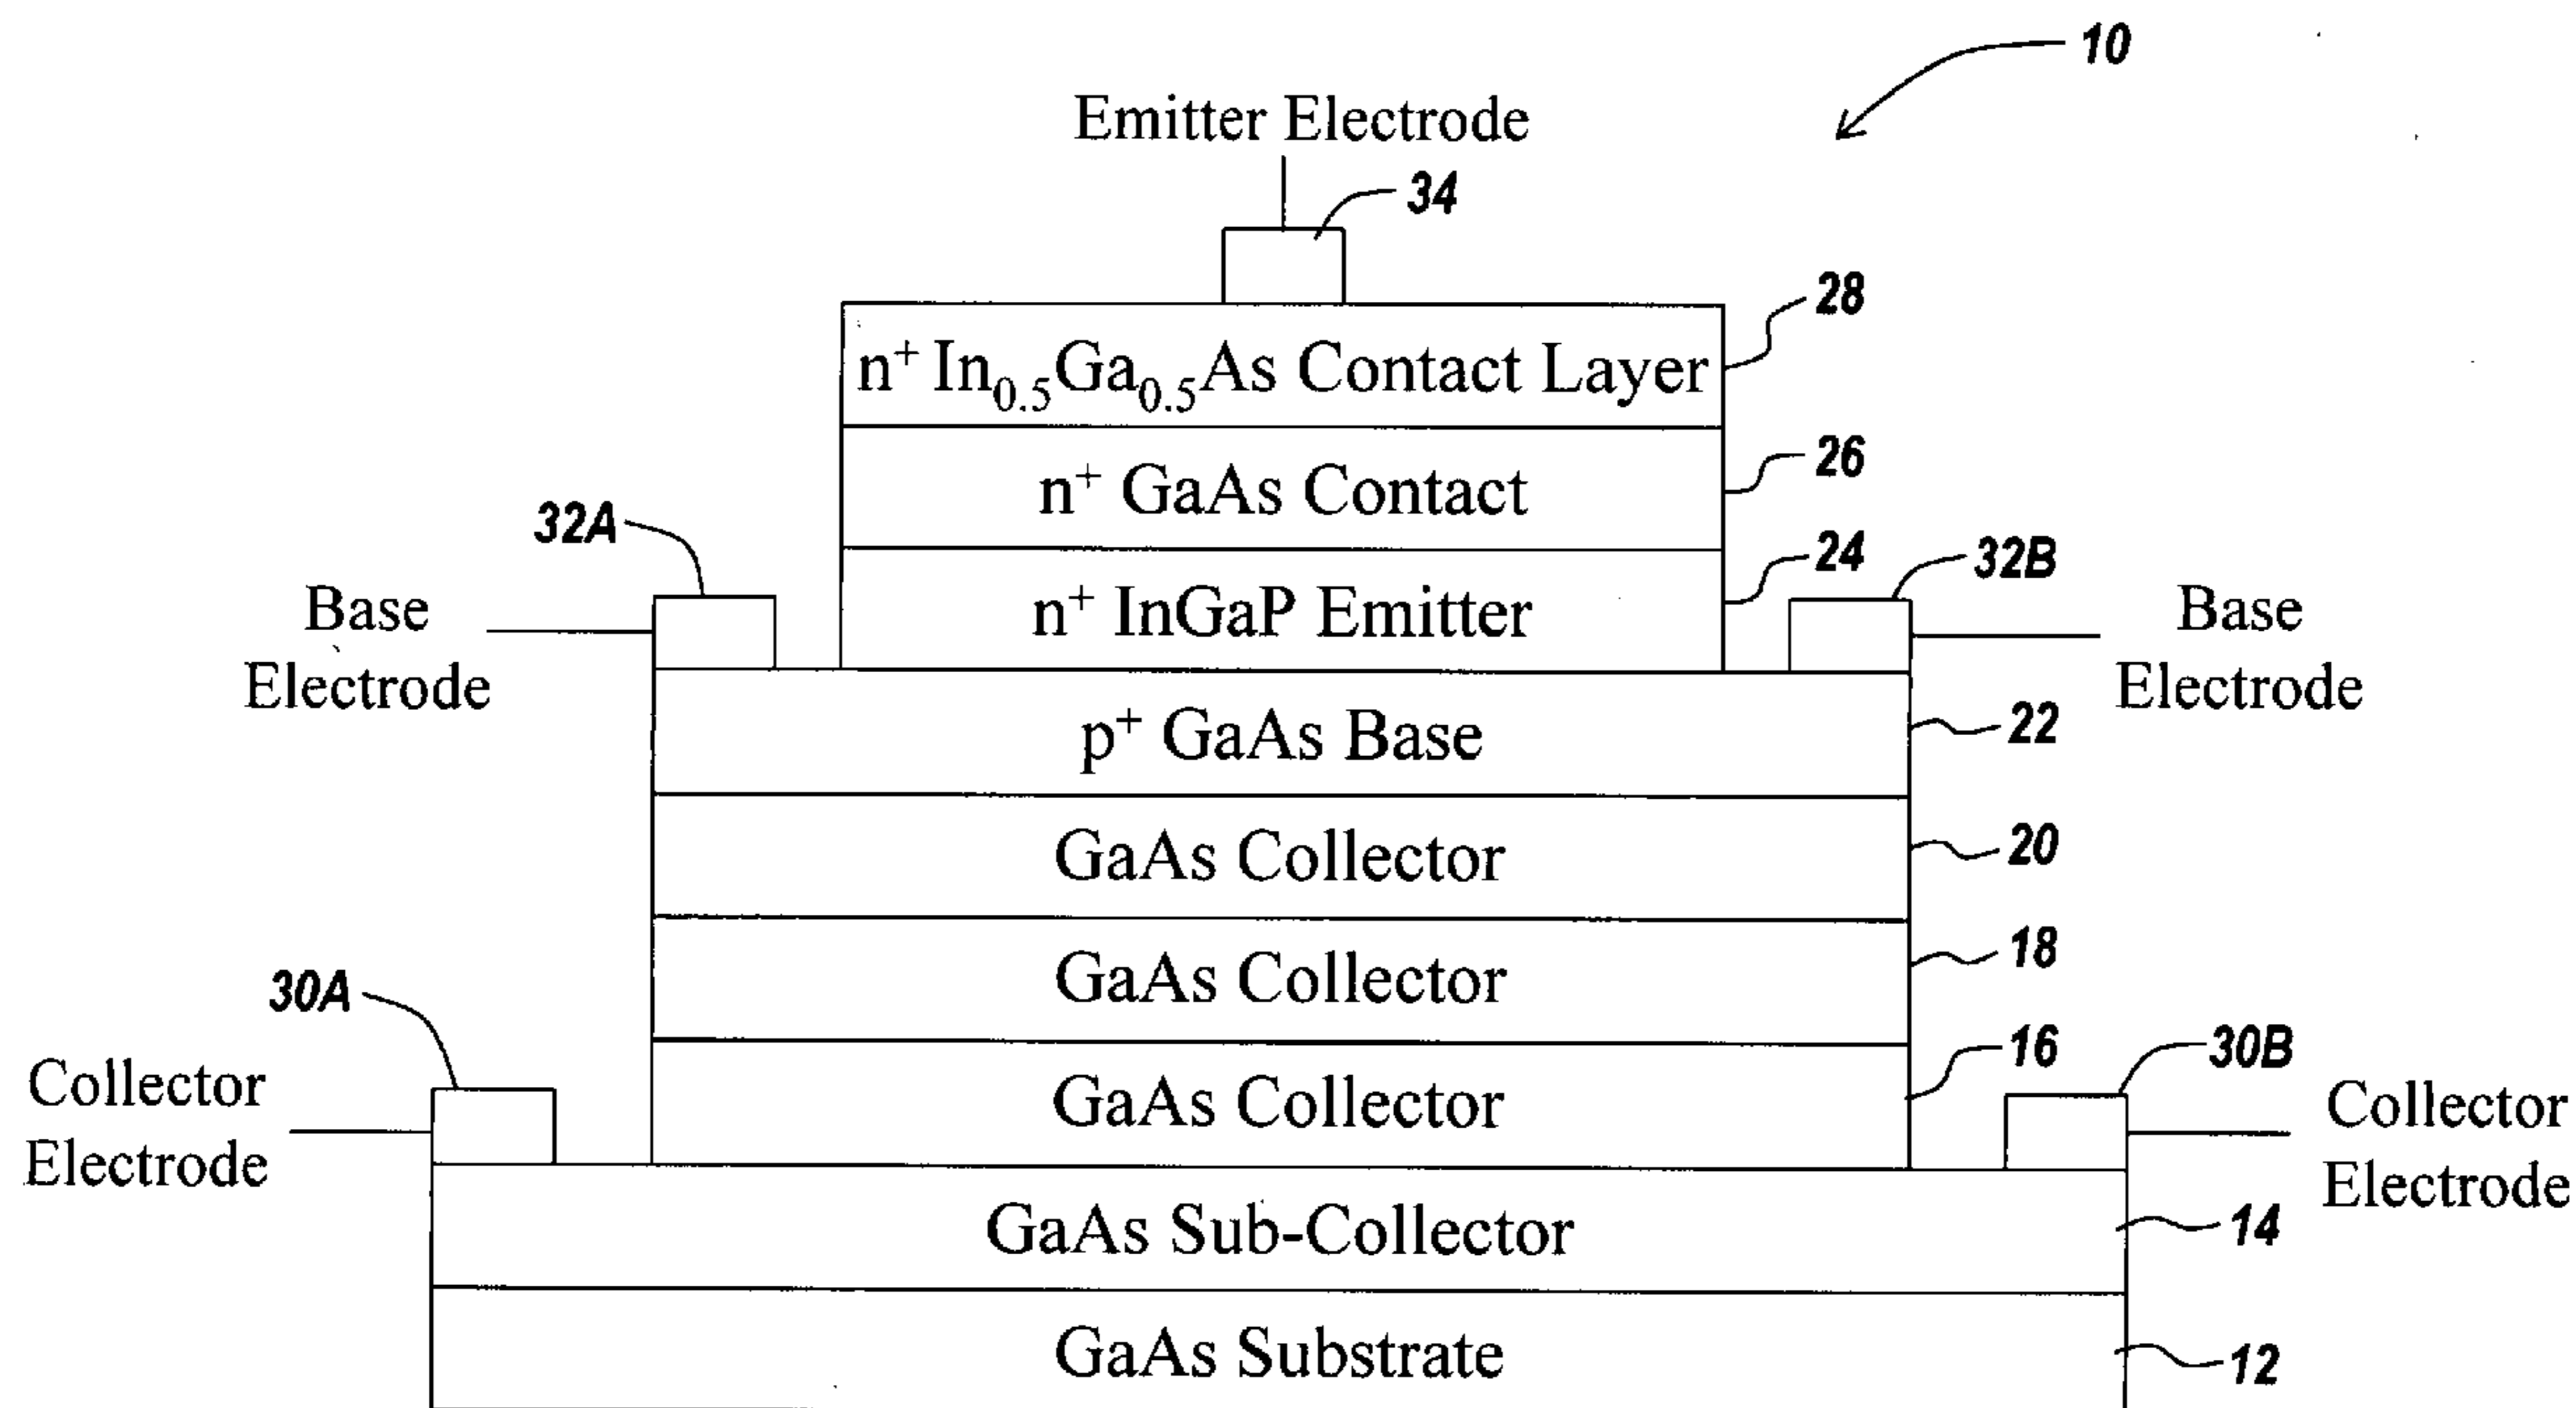 10
Emitter Electrode
34
28
n⁺ In₀.₅Ga₀.₅As Contact Layer
26
n⁺ GaAs Contact
32A
24
32B
n⁺ InGaP Emitter
Base
Electrode
Base
Electrode
22
p⁺ GaAs Base
20
GaAs Collector
18
GaAs Collector
30A
16
30B
GaAs Collector
Collector
Electrode
Collector
Electrode
14
GaAs Sub-Collector
12
GaAs Substrate